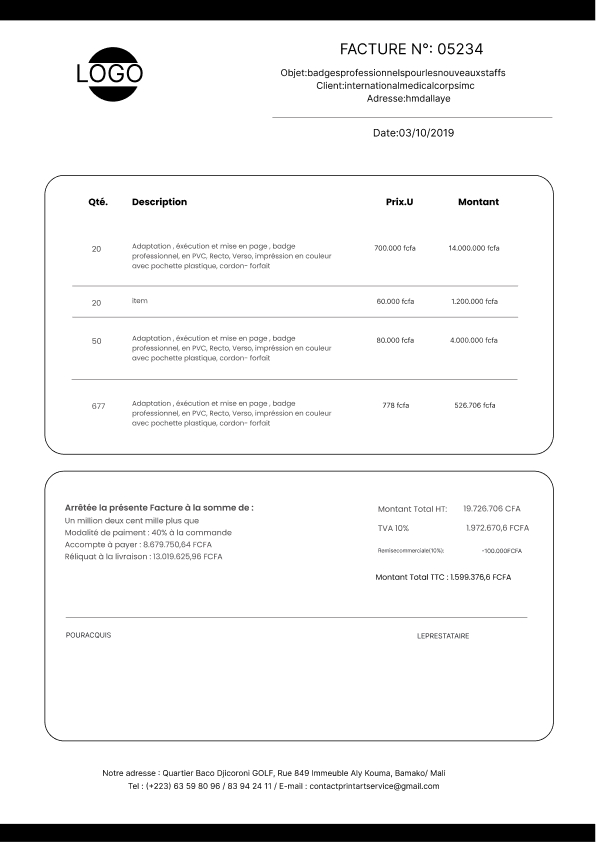 LOGO
FACTURE N°: 05234
Objet:badgesprofessionnelspourlesnouveauxstaffs
Client:internationalmedicalcorpsimc
Adresse:hmdallaye
Date:03/10/2019
Qté. Description Prix.U Montant
20 Adaptation , éxécution et mise en page , badge 700.000 fcfa 14.000.000 fcfa
professionnel, en PVC, Recto, Verso, impréssion en couleur
avec pochette plastique, cordon- forfait
20 Item 60.000 fcfa 1.200.000 fcfa
50 Adaptation , éxécution et mise en page , badge 80.000 fcfa 4.000.000 fcfa
professionnel, en PVC, Recto, Verso, impréssion en couleur
avec pochette plastique, cordon- forfait
677 Adaptation , éxécution et mise en page , badge 778 fcfa 526.706 fcfa
professionnel, en PVC, Recto, Verso, impréssion en couleur
avec pochette plastique, cordon- forfait
Arrêtée la présente Facture à la somme de :
Un million deux cent mille plus que
Modalité de paiment : 40% à la commande
Accompte à payer : 8.679.750,64 FCFA
Réliquat à la livraison : 13.019.625,96 FCFA
Montant Total HT: 19.726.706 CFA
TVA 10% 1.972.670,6 FCFA
Remisecommerciale(10%): -100.000FCFA
Montant Total TTC : 1.599.376,6 FCFA
POURACQUIS LEPRESTATAIRE
Notre adresse : Quartier Baco Djicoroni GOLF, Rue 849 Immeuble Aly Kouma, Bamako/ Mali
Tel : (+223) 63 59 80 96 / 83 94 24 11 / E-mail : contactprintartservice@gmail.com